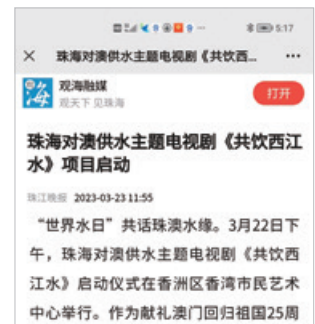 5:17
珠海对澳供水主题电视剧《共饮西...
观海融媒
观天下 见珠海
打开
珠海对澳供水主题电视剧《共饮西江
水》项目启动
珠江晚报 2023-03-23 11:55
“世界水日”共话珠澳水缘。3月22日下
午，珠海对澳供水主题电视剧《共饮西
江水》启动仪式在香洲区香湾市民艺术
中心举行。作为献礼澳门回归祖国25周